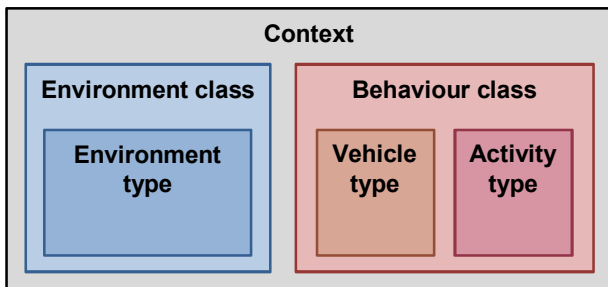 Context
Environment class
Behaviour class
Environment
type
Vehicle
type
Activity
type